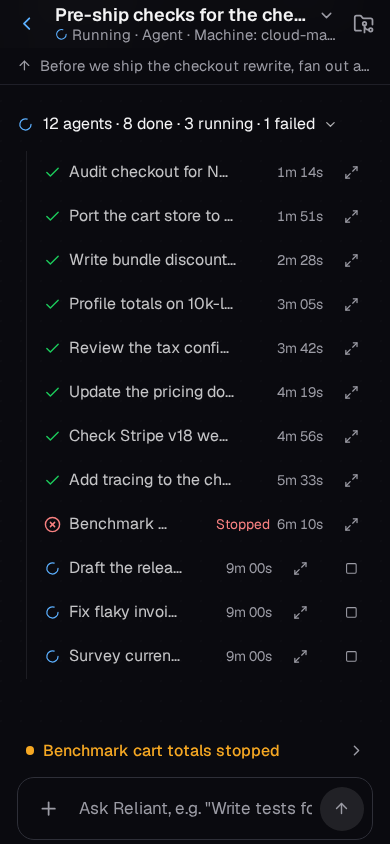 Pre-ship checks for the che...
Running · Agent · Machine: cloud-ma...
Before we ship the checkout rewrite, fan out a...
12 agents · 8 done · 3 running · 1 failed
Audit checkout for N... 1m 14s
Port the cart store to ... 1m 51s
Write bundle discount... 2m 28s
Profile totals on 10k-l... 3m 05s
Review the tax confi... 3m 42s
Update the pricing do... 4m 19s
Check Stripe v18 we... 4m 56s
Add tracing to the ch... 5m 33s
Benchmark ... Stopped 6m 10s
Draft the relea... 9m 00s
Fix flaky invoi... 9m 00s
Survey curren... 9m 00s
Benchmark cart totals stopped
Ask Reliant, e.g. "Write tests fo